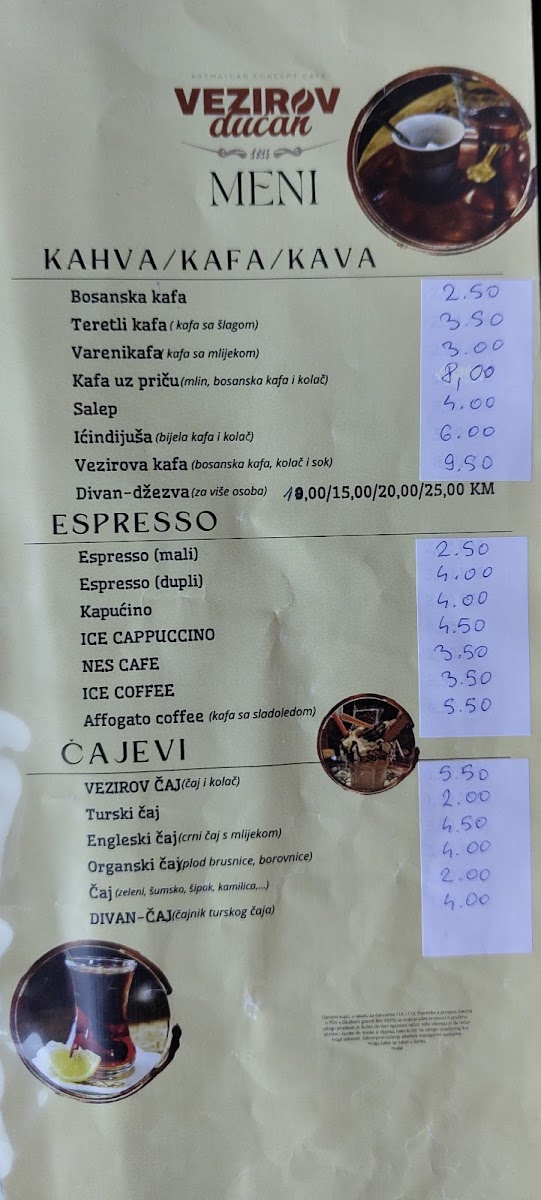 ARTMAYDAN CONCEPT CAFE
VEZIROV
dućan
1815
MENI
KAHVA/KAFA/KAVA
Bosanska kafa 2.50
Teretli kafa (kafa sa šlagom) 3.50
Varenikafa (kafa sa mlijekom) 3.00
Kafa uz priču (mlin, bosanska kafa i kolač) 8,00
Salep 4.00
Ićindijuša (bijela kafa i kolač) 6.00
Vezirova kafa (bosanska kafa, kolač i sok) 9,50
Divan-džezva (za više osoba) 10,00/15,00/20,00/25,00 KM
ESPRESSO
Espresso (mali) 2.50
Espresso (dupli) 4.00
Kapućino 4.00
ICE CAPPUCCINO 4.50
NES CAFE 3.50
ICE COFFEE 3.50
Affogato coffee (kafa sa sladoledom) 5.50
ČAJEVI
VEZIROV ČAJ (čaj i kolač) 5.50
Turski čaj 2.00
Engleski čaj (crni čaj s mlijekom) 4.50
Organski čaj (plod brusnice, borovnice) 4.00
Čaj (zeleni, šumsko, šipak, kamilica,...) 2.00
DIVAN-ČAJ (čajnik turskog čaja) 4.00